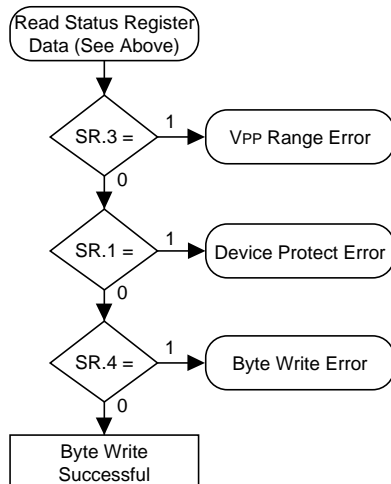 Read Status Register
Data (See Above)
SR.3 =
1
VPP Range Error
0
SR.1 =
1
Device Protect Error
0
SR.4 =
1
Byte Write Error
0
Byte Write
Successful